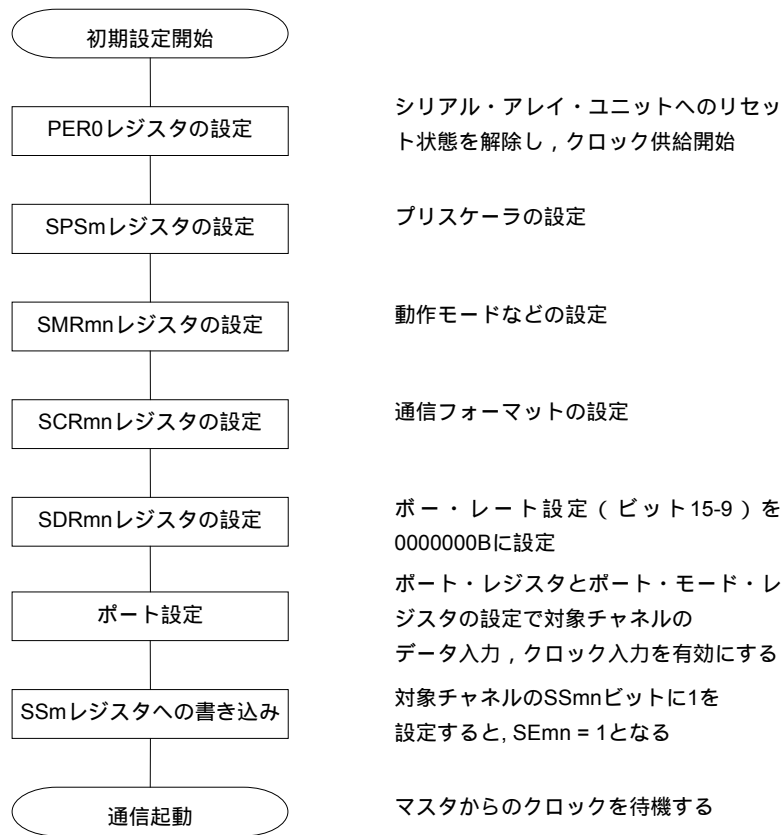 初期設定開始
PER0レジスタの設定
シリアル・アレイ・ユニットへのリセッ
ト状態を解除し，クロック供給開始
SPSmレジスタの設定
プリスケーラの設定
SMRmnレジスタの設定
動作モードなどの設定
SCRmnレジスタの設定
通信フォーマットの設定
SDRmnレジスタの設定
ボー・レート設定（ビット15-9）を
0000000Bに設定
ポート設定
ポート・レジスタとポート・モード・レ
ジスタの設定で対象チャネルの
データ入力，クロック入力を有効にする
SSmレジスタへの書き込み
対象チャネルのSSmnビットに1を
設定すると, SEmn = 1となる
通信起動
マスタからのクロックを待機する